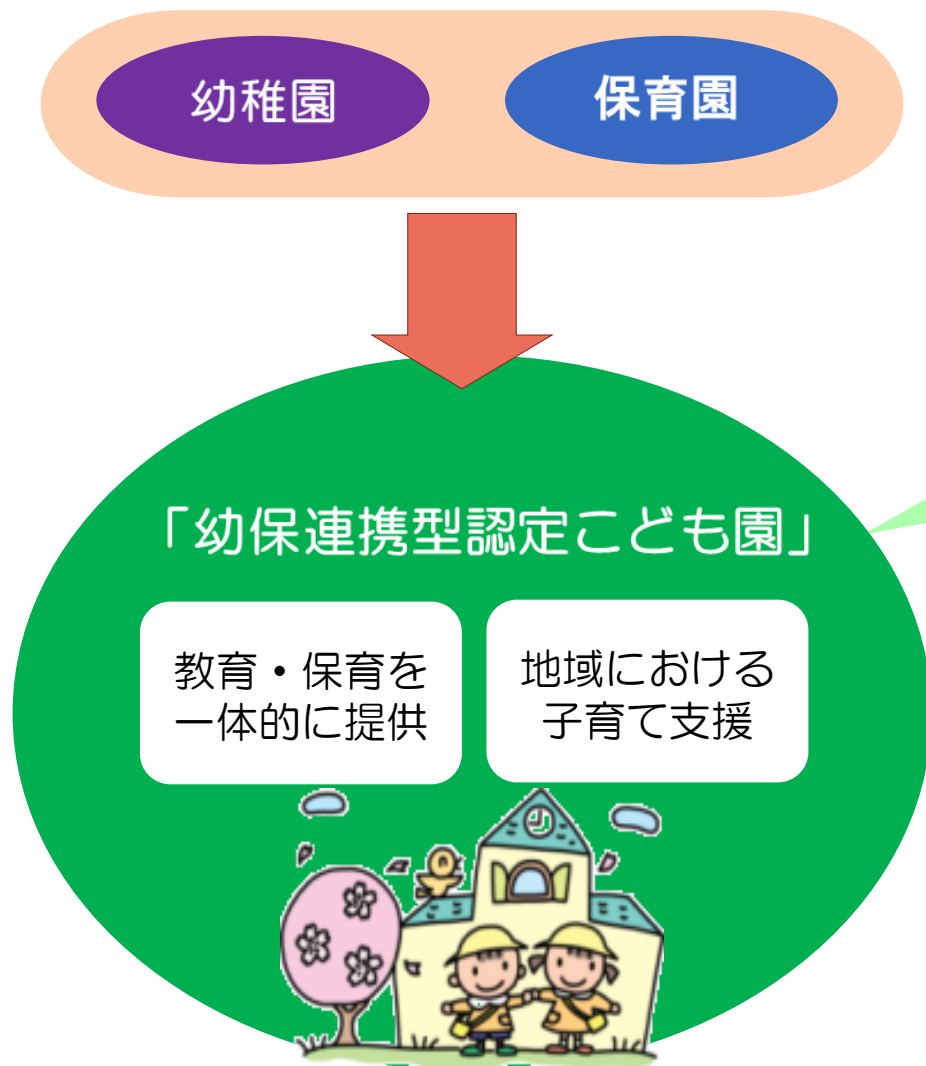 幼稚園
保育園
「幼保連携型認定こども園」
教育・保育を
一体的に提供
地域における
子育て支援